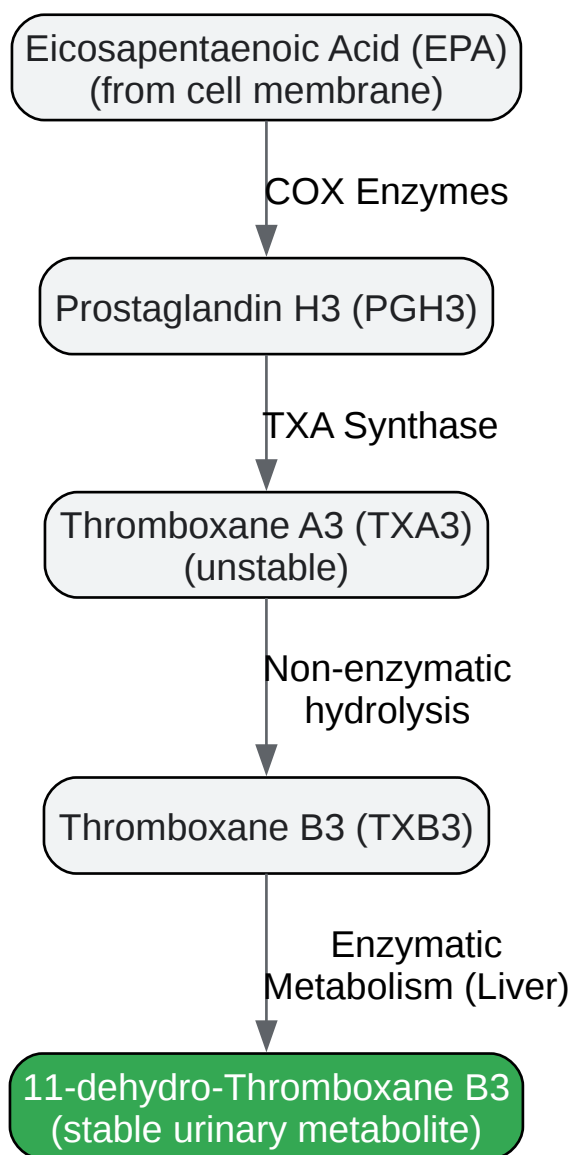 Eicosapentaenoic Acid (EPA)
(from cell membrane)
COX Enzymes
Prostaglandin H3 (PGH3)
TXA Synthase
Thromboxane A3 (TXA3)
(unstable)
Non-enzymatic
hydrolysis
Thromboxane B3 (TXB3)
Enzymatic
Metabolism (Liver)
11-dehydro-Thromboxane B3
(stable urinary metabolite)